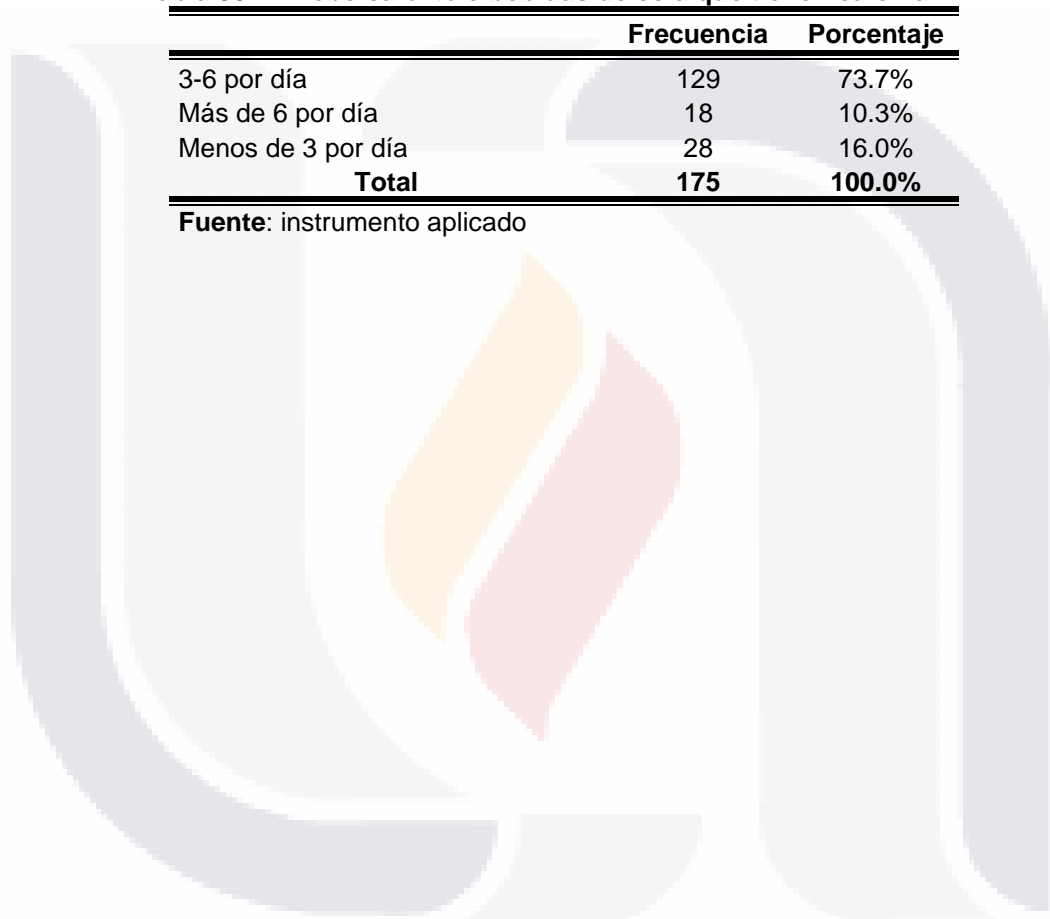 Frecuencia Porcentaje
3-6 por día 129 73.7%
Más de 6 por día 18 10.3%
Menos de 3 por día 28 16.0%
Total 175 100.0%
Fuente: instrumento aplicado